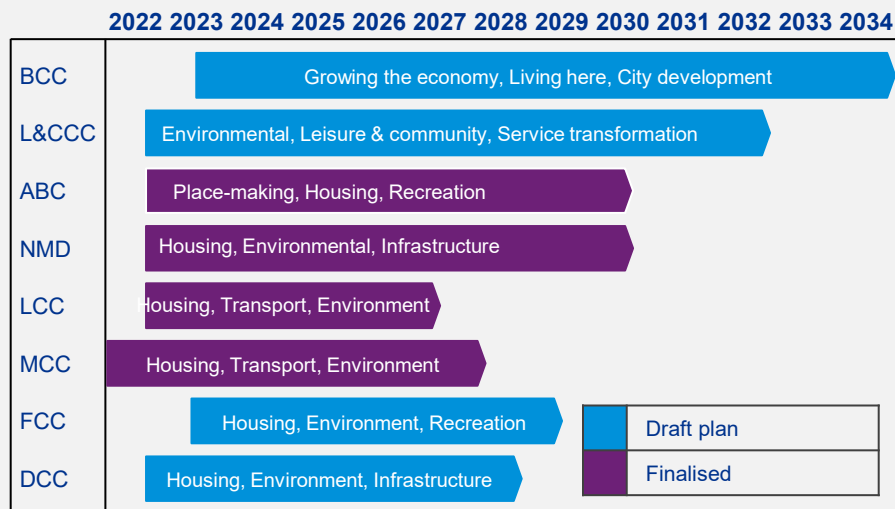 2022 2023 2024 2025 2026 2027 2028 2029 2030 2031 2032 2033 2034
BCC Growing the economy, Living here, City development
L&CCC Environmental, Leisure & community, Service transformation
ABC Place-making, Housing, Recreation
NMD Housing, Environmental, Infrastructure
LCC Housing, Transport, Environment
MCC Housing, Transport, Environment
FCC Housing, Environment, Recreation
Draft plan
DCC Housing, Environment, Infrastructure
Finalised